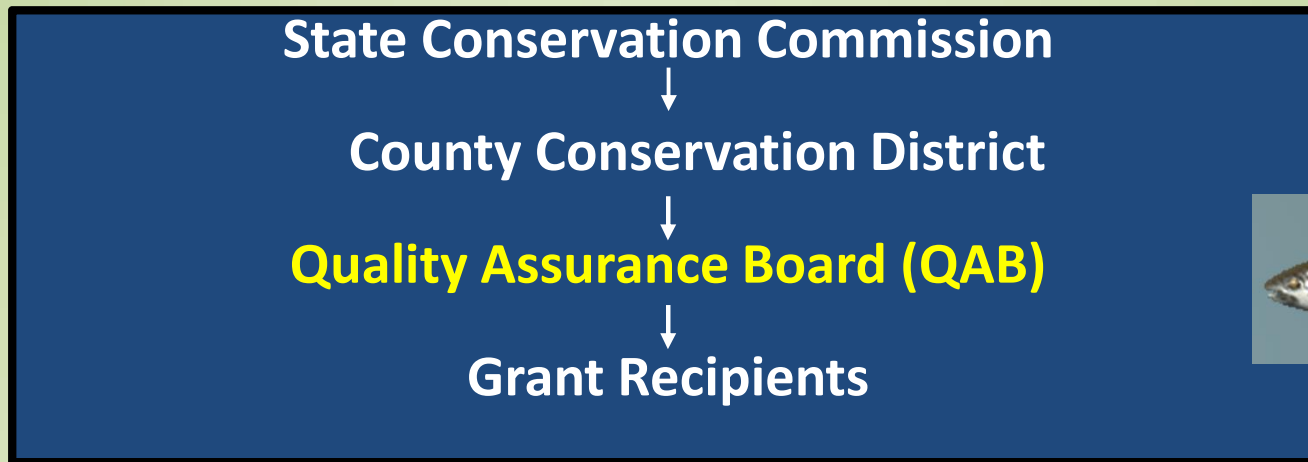 State Conservation Commission
County Conservation District
Quality Assurance Board (QAB)
Grant Recipients